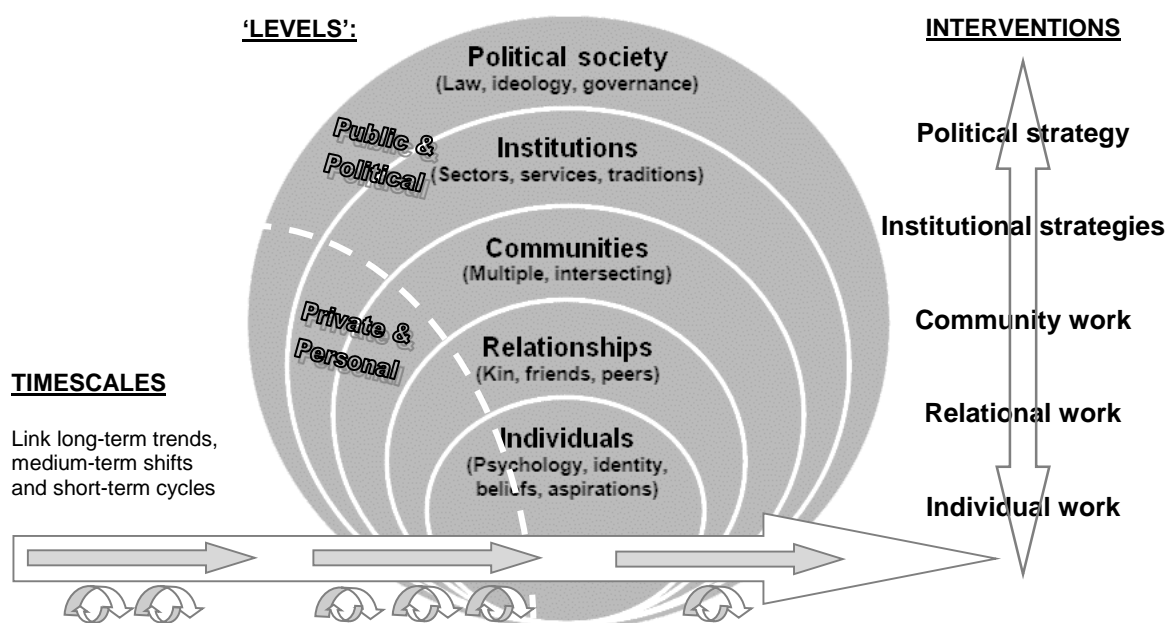 ‘LEVELS’:
Political society
(Law, ideology, governance)
Public &
Political
Institutions
(Sectors, services, traditions)
Communities
(Multiple, intersecting)
Private &
Personal
Relationships
(Kin, friends, peers)
Individuals
(Psychology, identity,
beliefs, aspirations)
INTERVENTIONS
Political strategy
Institutional strategies
Community work
Relational work
Individual work
TIMESCALES
Link long-term trends,
medium-term shifts
and short-term cycles